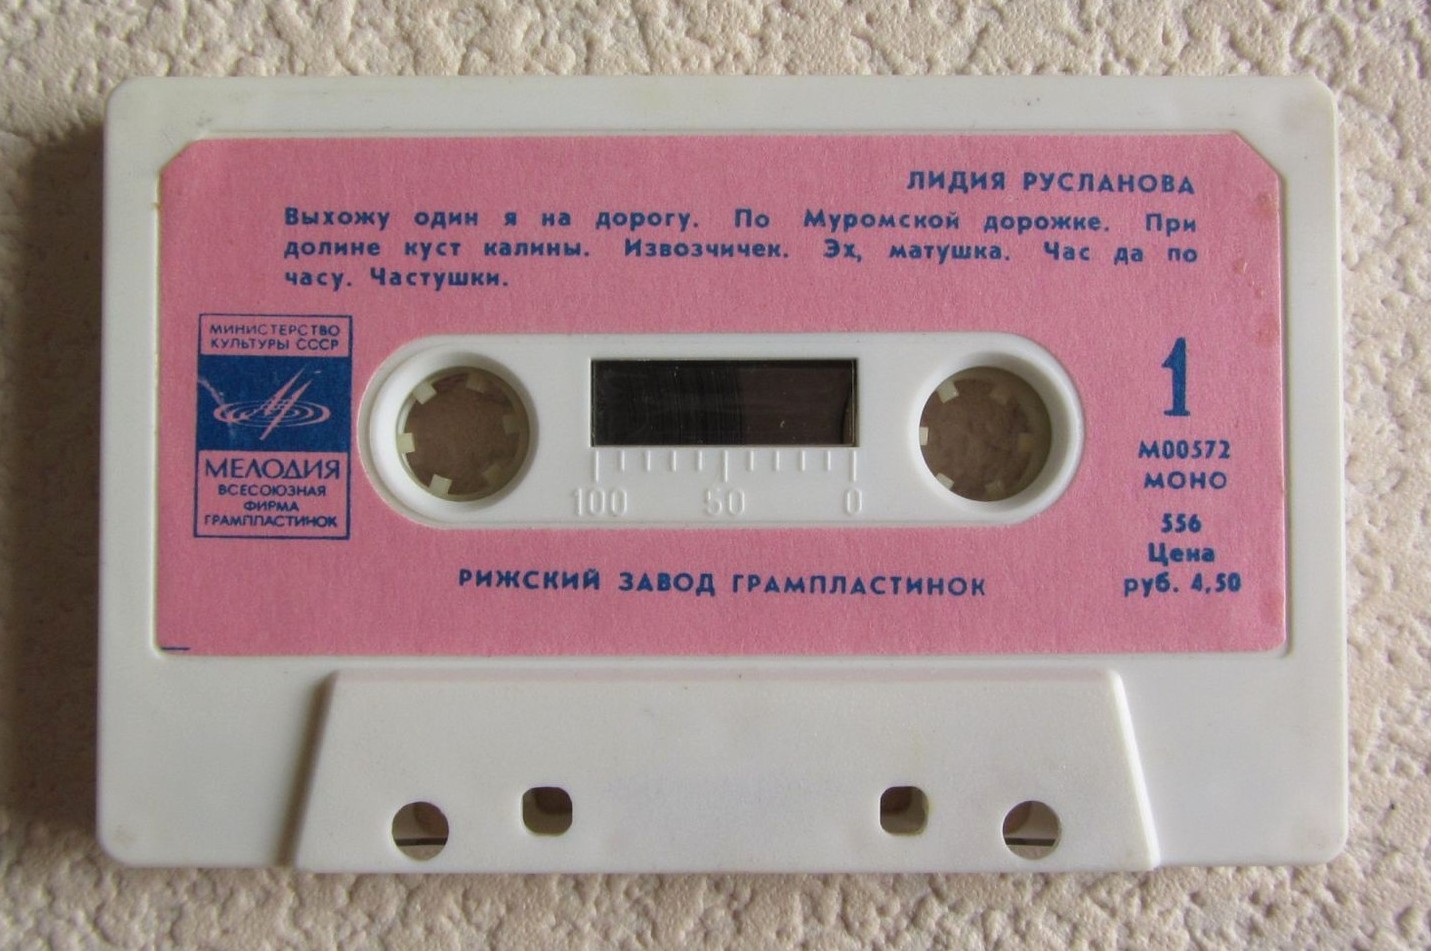 ЛИДИЯ РУСЛАНОВА
Выхожу один я на дорогу. По Муромской дорожке. При
долине куст калины. Извозчичек. Эх, матушка. Час да по
часу. Частушки.
МИНИСТЕРСТВО
КУЛЬТУРЫ СССР
МЕЛОДИЯ
ВСЕСОЮЗНАЯ
ФИРМА
ГРАМПЛАСТИНОК
1
М00572
МОНО
556
Цена
руб. 4,50
100 50 0
РИЖСКИЙ ЗАВОД ГРАМПЛАСТИНОК